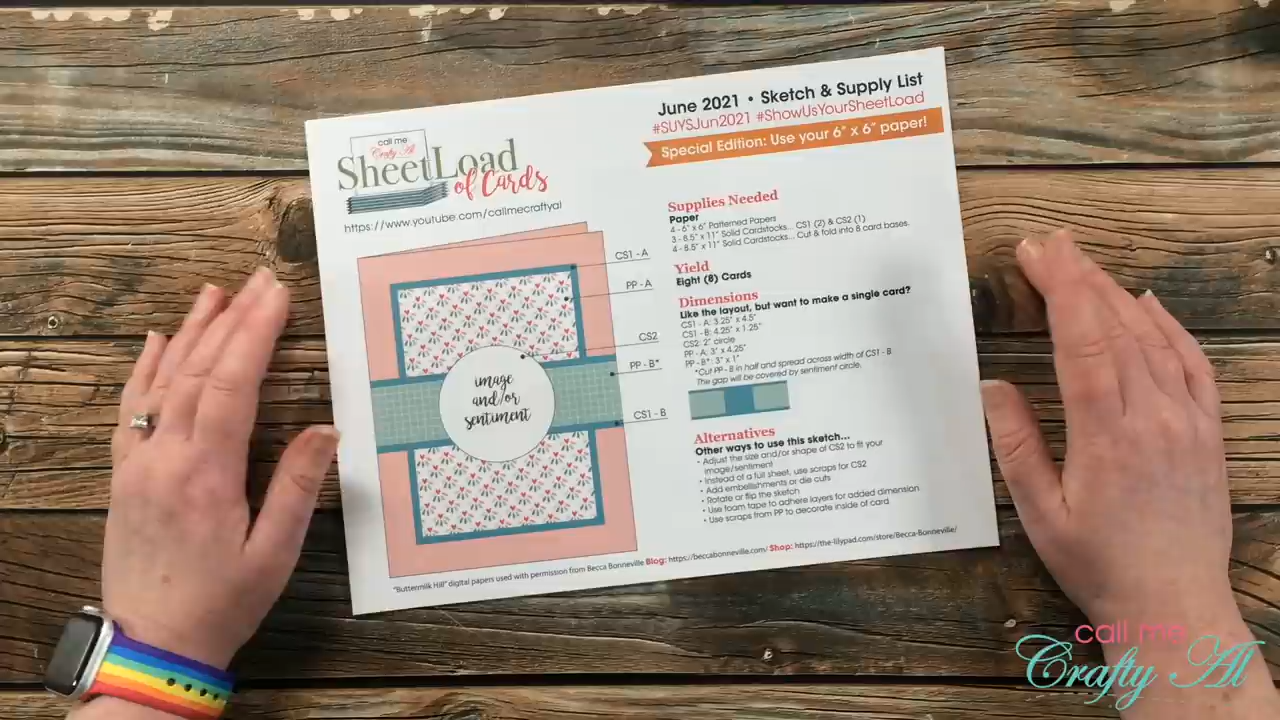 call me
Crafty Al
SheetLoad
of Cards
https://www.youtube.com/callmecraftyal
June 2021 • Sketch & Supply List
#SUYSJun2021 #ShowUsYourSheetLoad
Special Edition: Use your 6" x 6" paper!
CS1 - A
PP - A
CS2
PP - B*
CS1 - B
image
and/or
sentiment
Supplies Needed
Paper
4 - 6" x 6" Patterned Papers
3 - 8.5" x 11" Solid Cardstocks... CS1 (2) & CS2 (1)
4 - 8.5" x 11" Solid Cardstocks... Cut & fold into 8 card bases.
Yield
Eight (8) Cards
Dimensions
Like the layout, but want to make a single card?
CS1 - A: 3.25" x 4.5"
CS1 - B: 4.25" x 1.25"
CS2: 2" circle
PP - A: 3" x 4.25"
PP - B*: 3" x 1"
*Cut PP - B in half and spread across width of CS1 - B
The gap will be covered by sentiment circle.
Alternatives
Other ways to use this sketch...
• Adjust the size and/or shape of CS2 to fit your
image/sentiment
• Instead of a full sheet, use scraps for CS2
• Add embellishments or die cuts
• Rotate or flip the sketch
• Use foam tape to adhere layers for added dimension
• Use scraps from PP to decorate inside of card
"Buttermilk Hill" digital papers used with permission from Becca Bonneville Blog: https://beccabonneville.com/ Shop: https://the-lilypad.com/store/Becca-Bonneville/
call me
Crafty Al